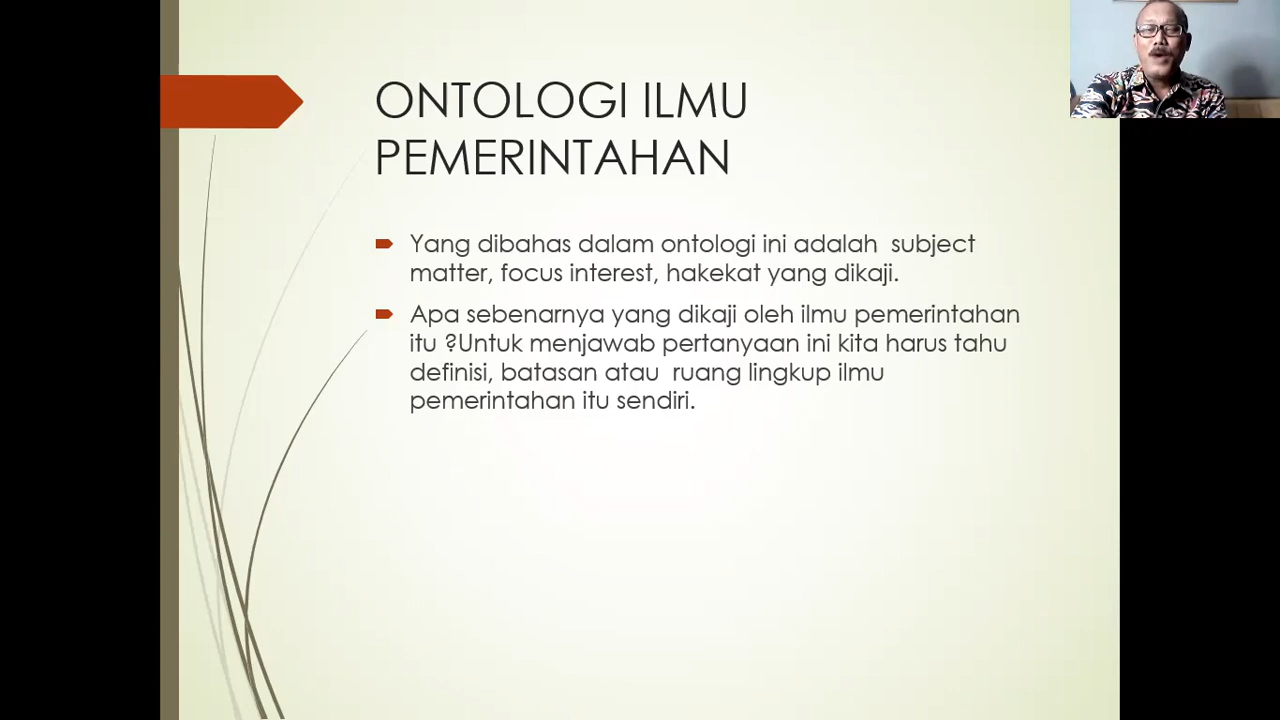 ONTOLOGI ILMU
PEMERINTAHAN
Yang dibahas dalam ontologi ini adalah  subject
matter, focus interest, hakekat yang dikaji.
Apa sebenarnya yang dikaji oleh ilmu pemerintahan
itu ?Untuk menjawab pertanyaan ini kita harus tahu
definisi, batasan atau  ruang lingkup ilmu
pemerintahan itu sendiri.